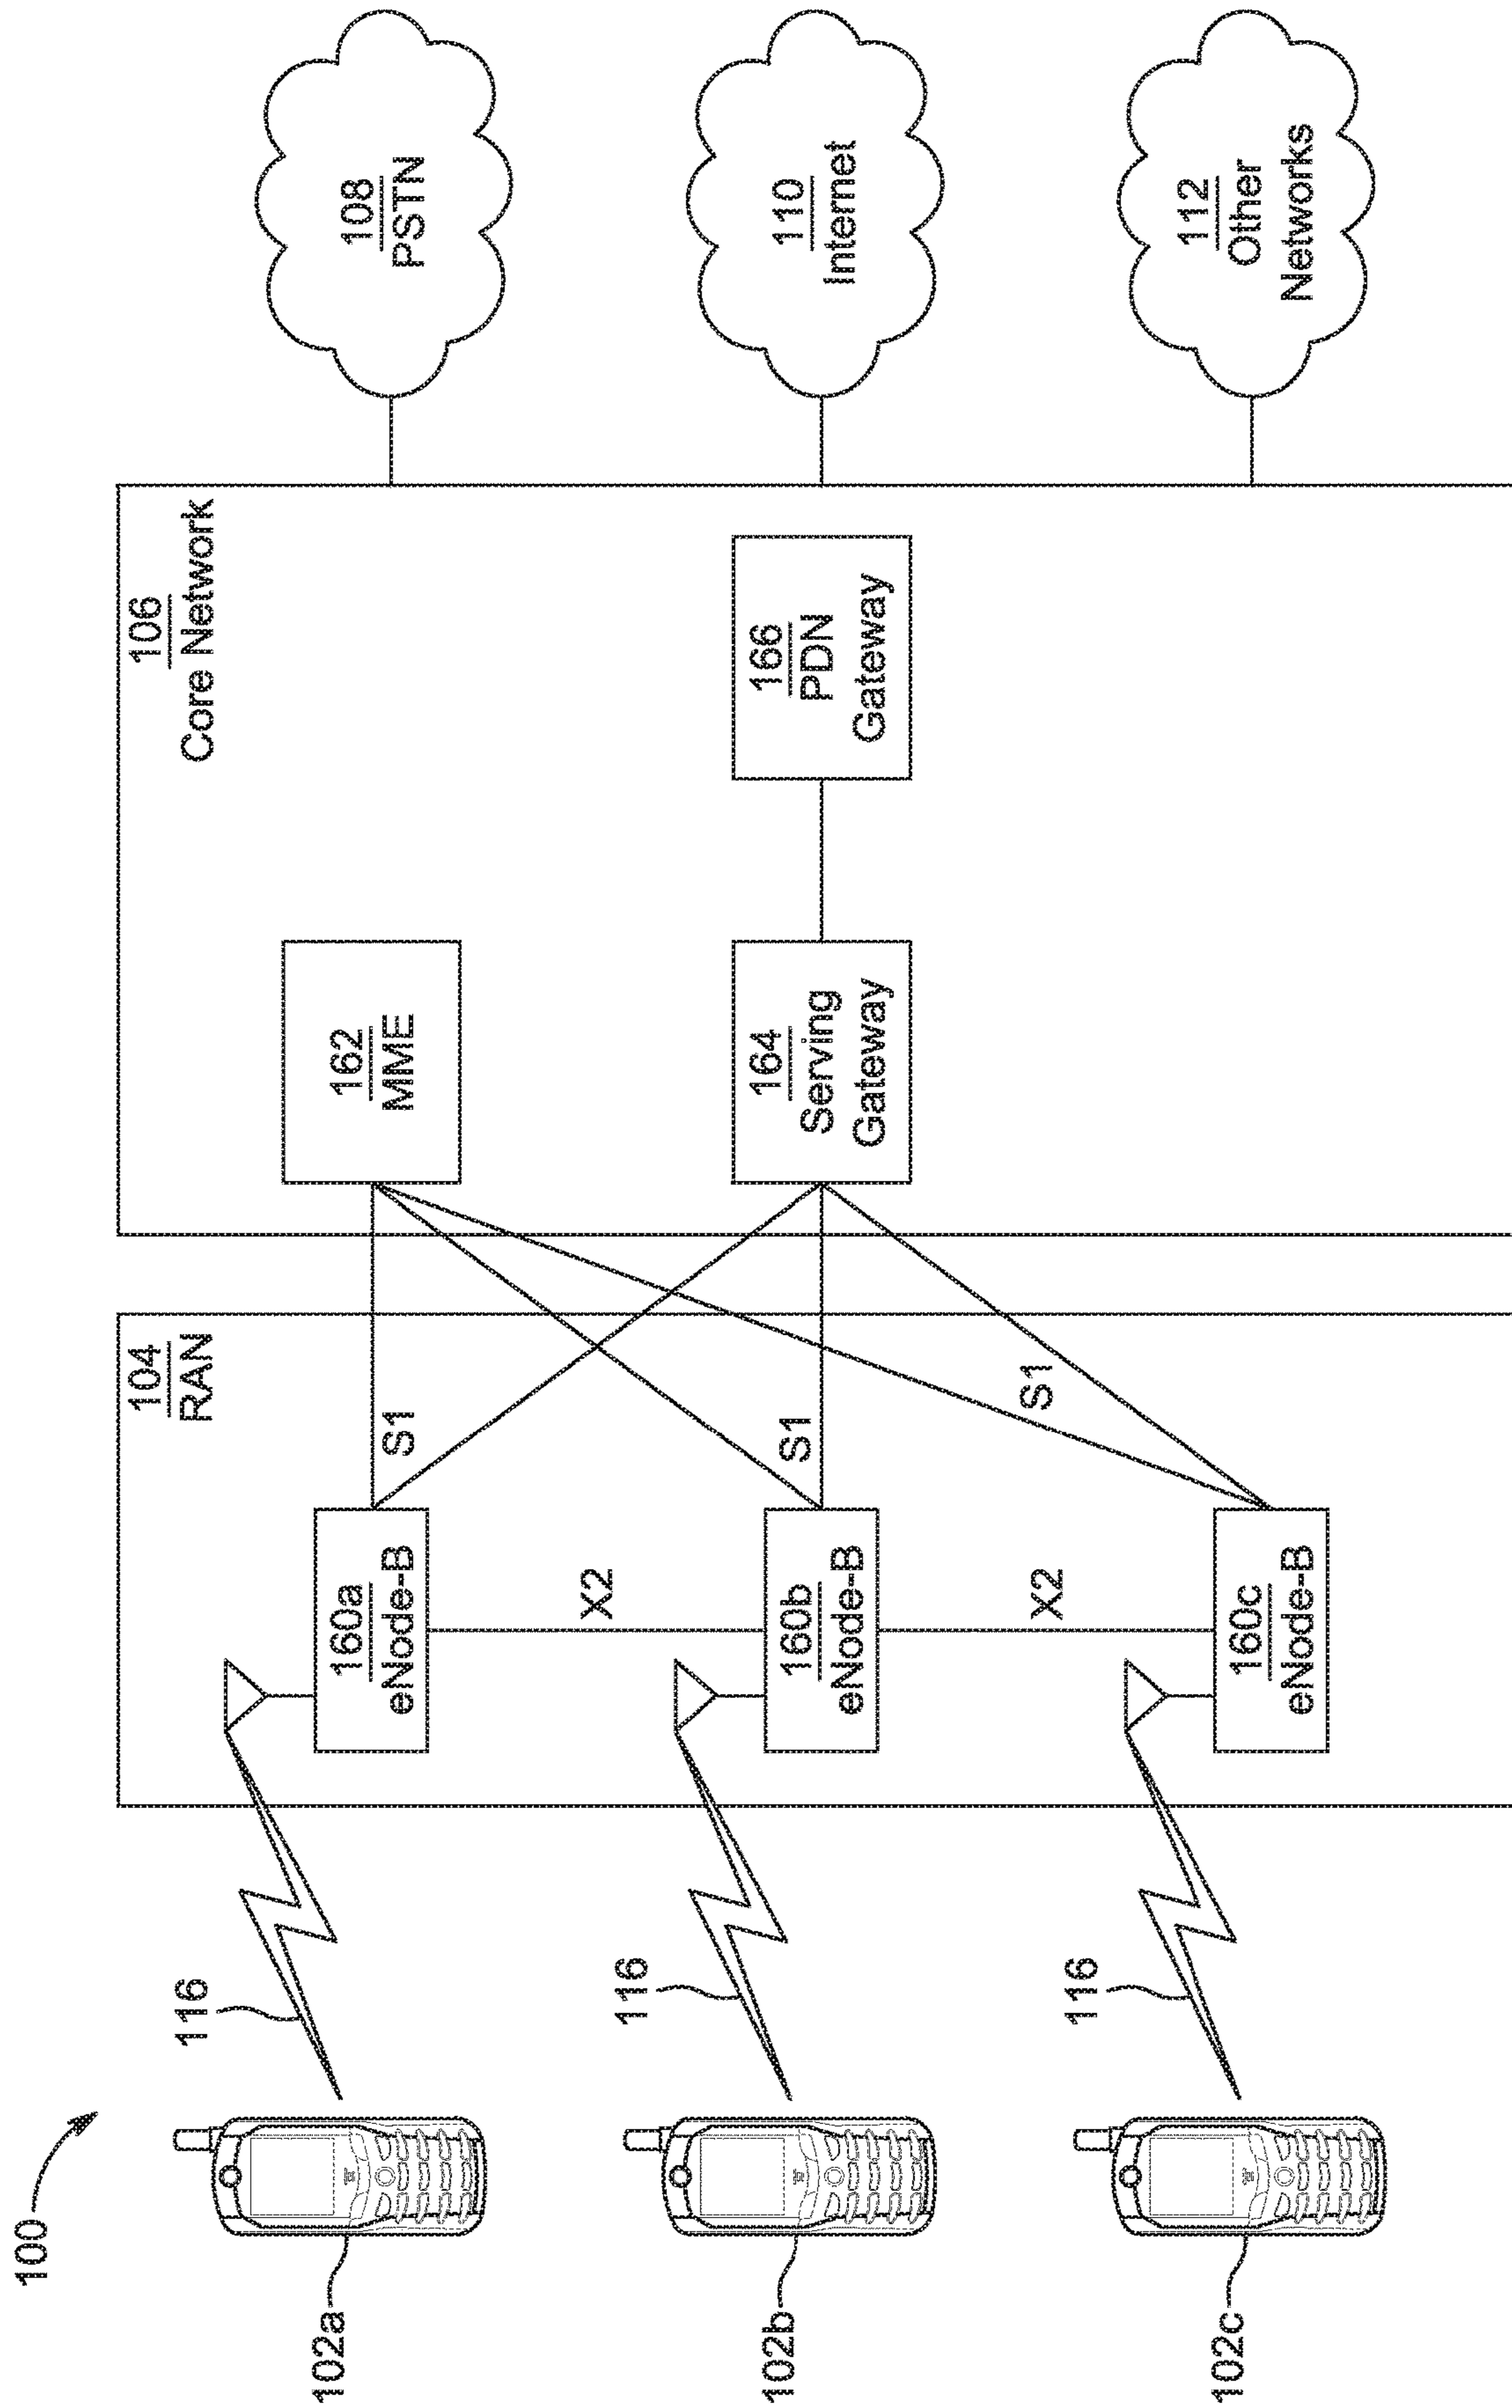 100
102a
116
104
RAN
160a
eNode-B
S1
X2
106
Core Network
162
MME
108
PSTN
102b
116
160b
eNode-B
S1
X2
164
Serving
Gateway
166
PDN
Gateway
110
Internet
102c
116
160c
eNode-B
S1
112
Other
Networks